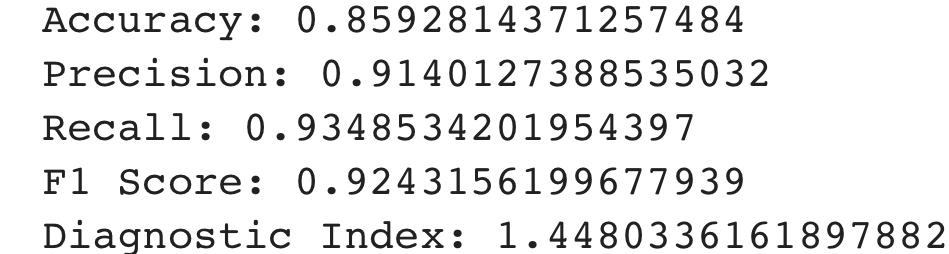 Accuracy: 0.8592814371257484
Precision: 0.9140127388535032
Recall: 0.9348534201954397
F1 Score: 0.9243156199677939
Diagnostic Index: 1.4480336161897882